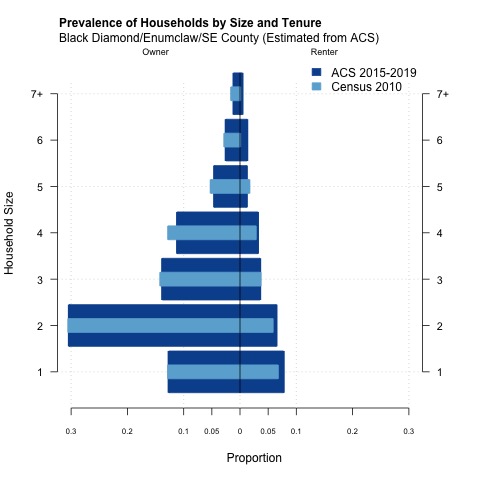 Prevalence of Households by Size and Tenure
Black Diamond/Enumclaw/SE County (Estimated from ACS)
Owner Renter
ACS 2015-2019
Census 2010
7+ 7+
6 6
5 5
4 4
3 3
2 2
1 1
Household Size
0.3 0.2 0.1 0.05 0 0.05 0.1 0.2 0.3
Proportion